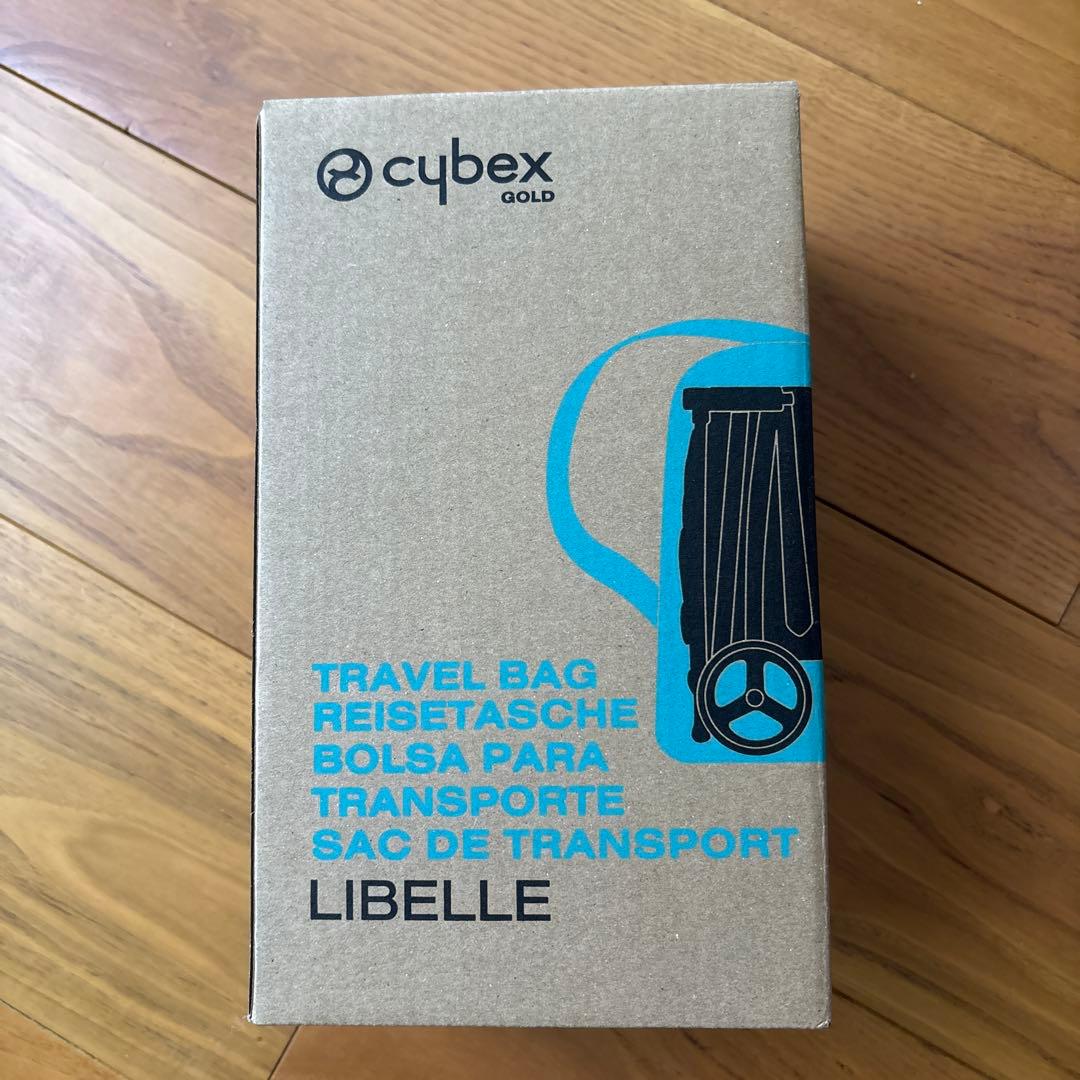 cybex
GOLD
TRAVEL BAG
REISETASCHE
BOLSA PARA
TRANSPORTE
SAC DE TRANSPORT
LIBELLE